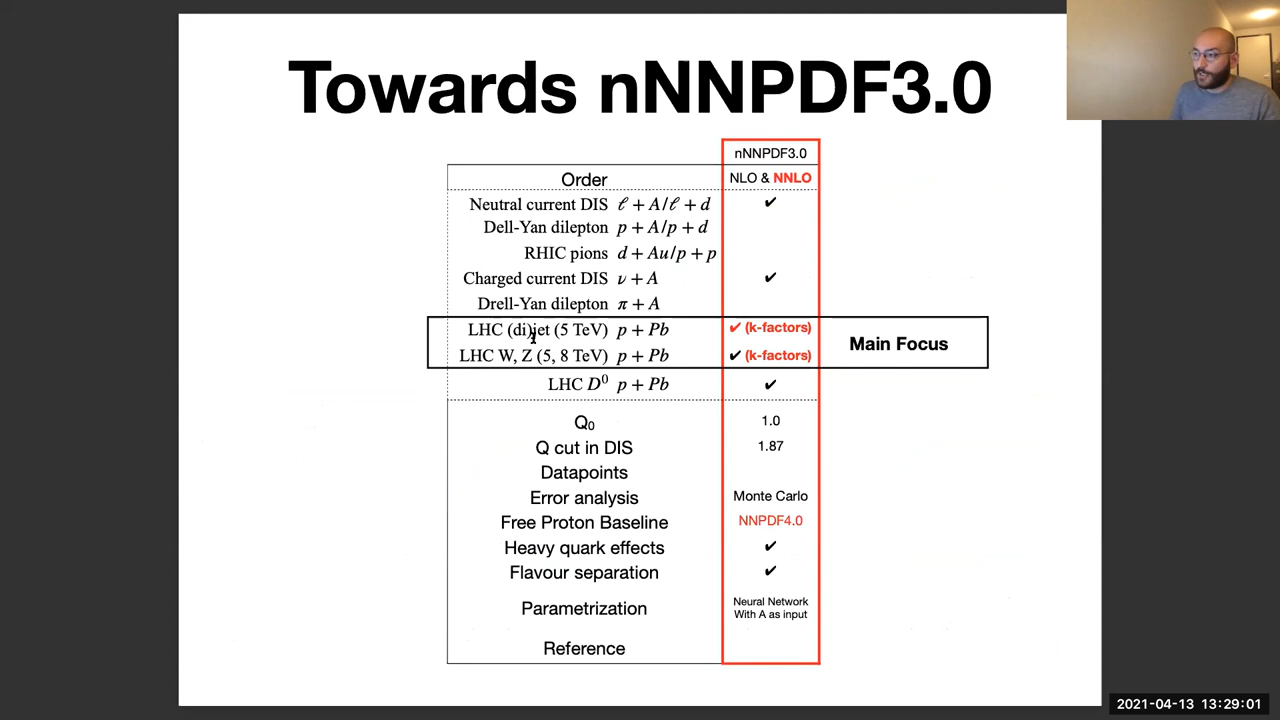 Towards nNNPDF3.0
nNNPDF3.0
Order NLO & NNLO
Neutral current DIS ℓ + A/ℓ + d ✔
Dell-Yan dilepton p + A/p + d
RHIC pions d + Au/p + p
Charged current DIS ν + A ✔
Drell-Yan dilepton π + A
LHC (di)jet (5 TeV) p + Pb ✔ (k-factors)
Main Focus
LHC W, Z (5, 8 TeV) p + Pb ✔ (k-factors)
LHC D⁰ p + Pb ✔
Q₀ 1.0
Q cut in DIS 1.87
Datapoints
Error analysis Monte Carlo
Free Proton Baseline NNPDF4.0
Heavy quark effects ✔
Flavour separation ✔
Parametrization Neural Network
With A as input
Reference
2021-04-13 13:29:01